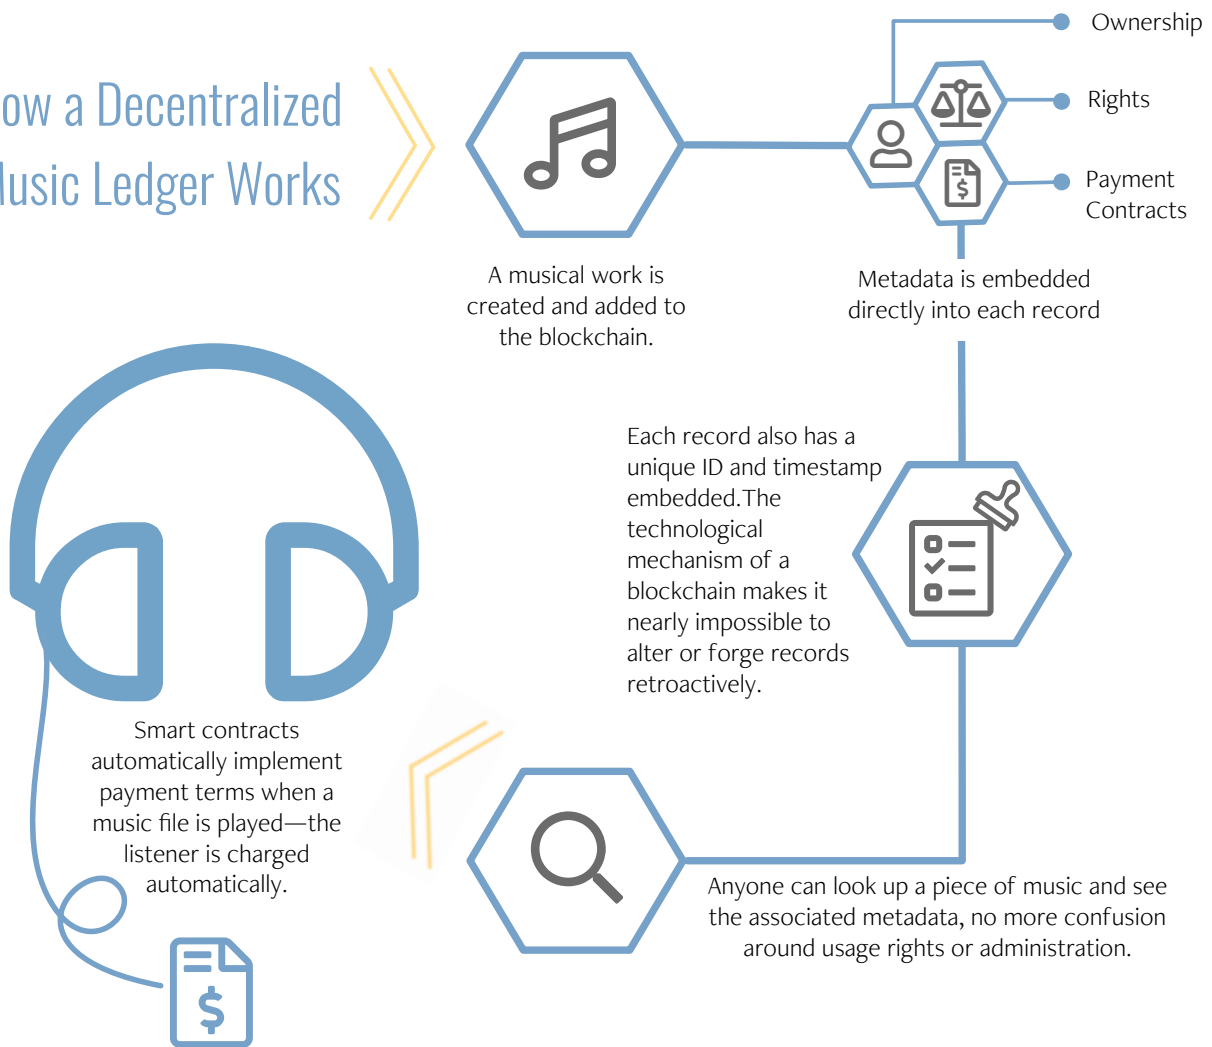 ow a Decentralized
usic Ledger Works
Ownership
Rights
Payment
Contracts
A musical work is
created and added to
the blockchain.
Metadata is embedded
directly into each record
Each record also has a
unique ID and timestamp
embedded.The
technological
mechanism of a
blockchain makes it
nearly impossible to
alter or forge records
retroactively.
Anyone can look up a piece of music and see
the associated metadata, no more confusion
around usage rights or administration.
Smart contracts
automatically implement
payment terms when a
music file is played—the
listener is charged
automatically.
$
$